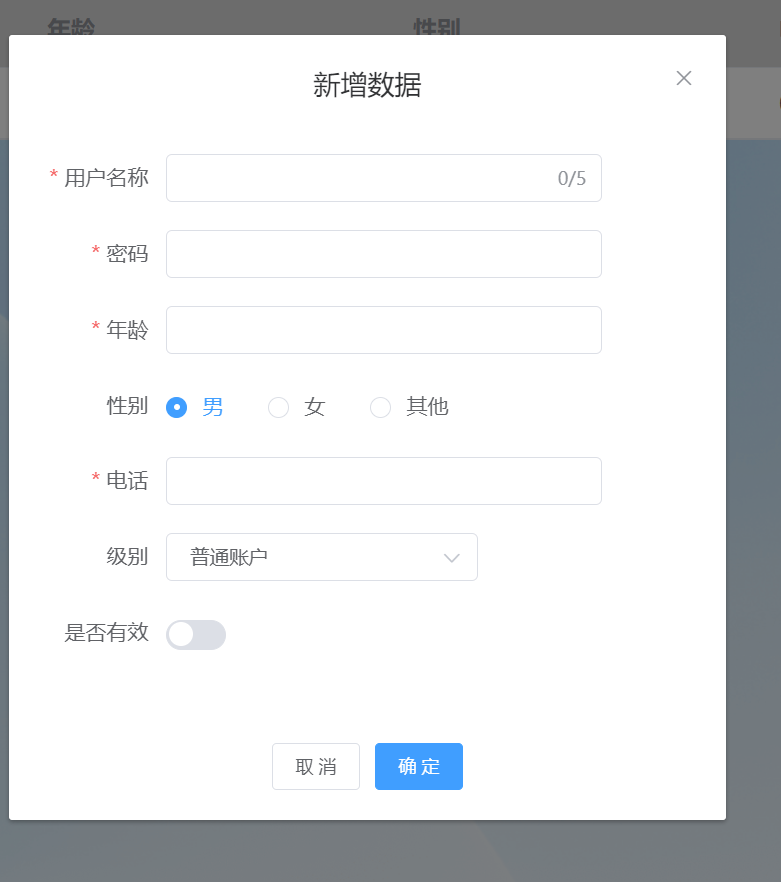 年龄 性别
新增数据
* 用户名称 0/5
* 密码
* 年龄
性别 男 女 其他
* 电话
级别 普通账户
是否有效
取 消 确 定